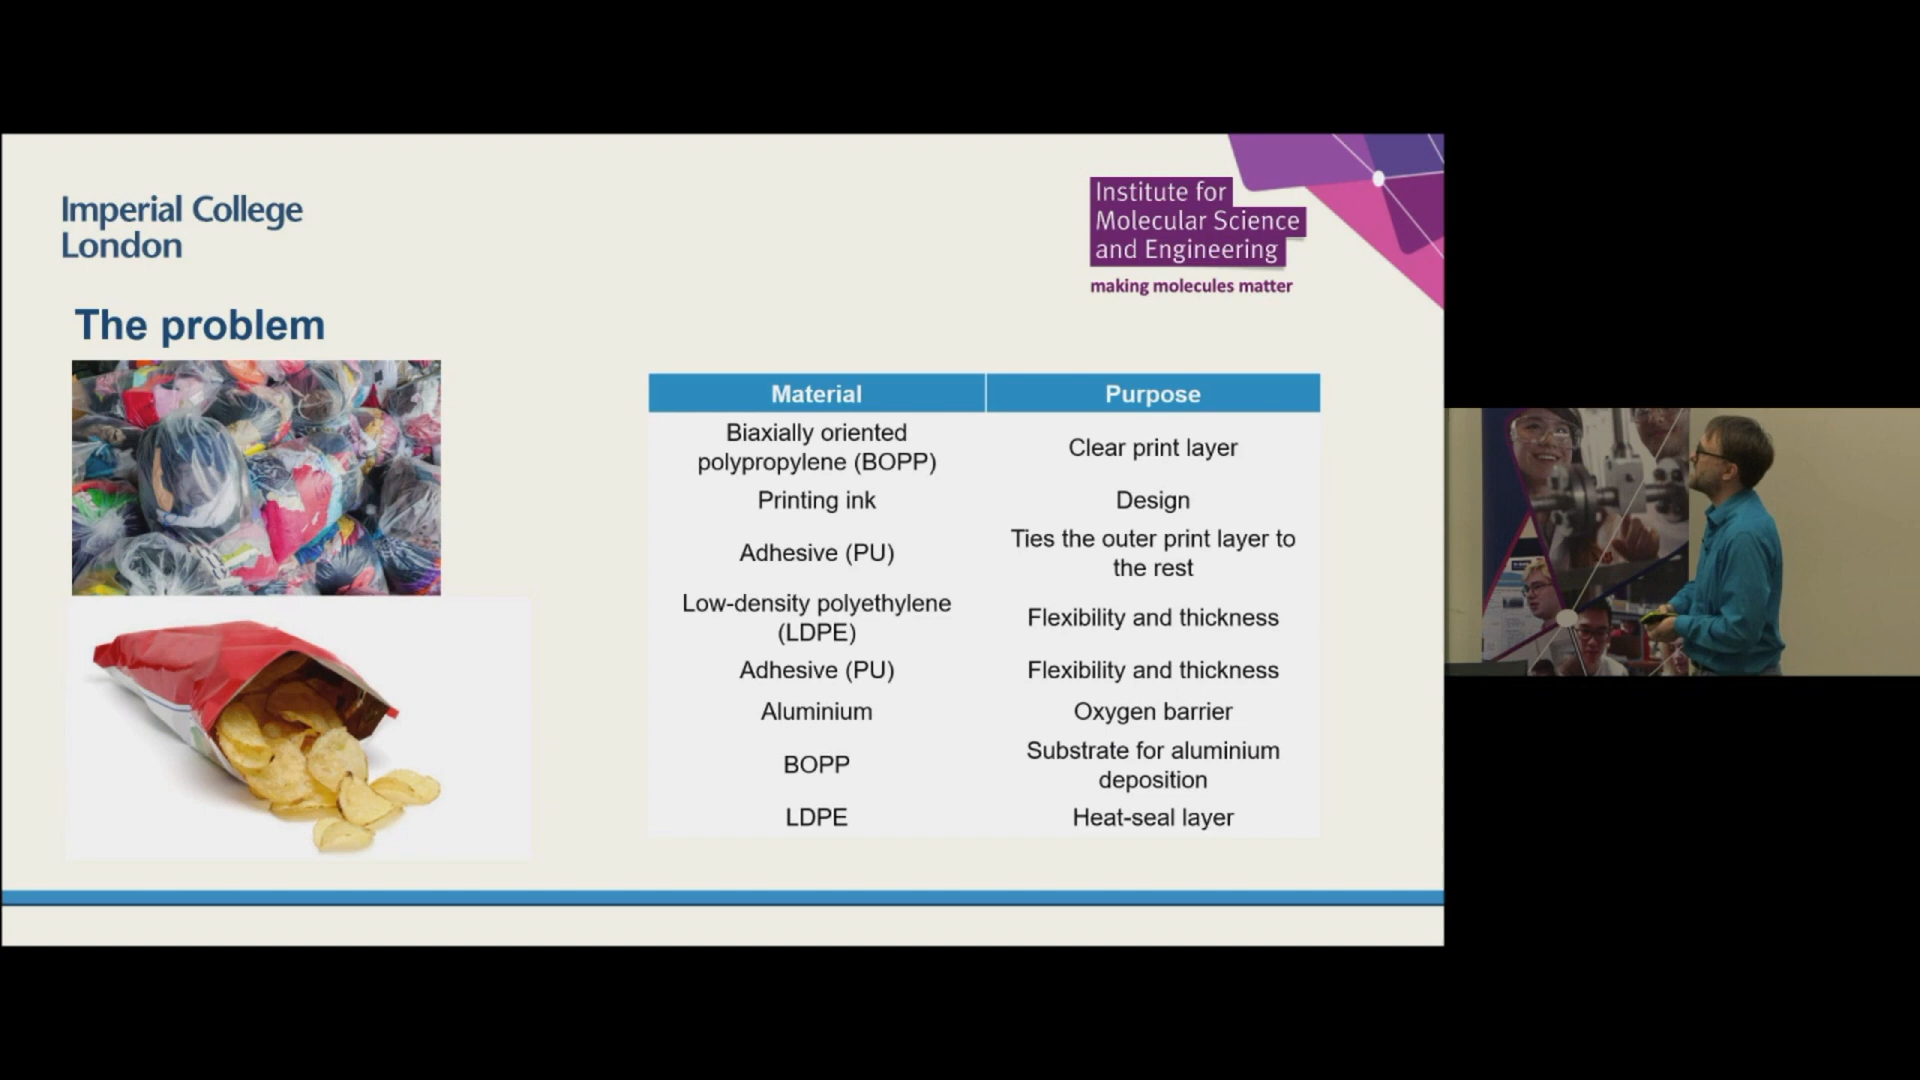 Imperial College
London
Institute for
Molecular Science
and Engineering
making molecules matter
The problem
Material
Purpose
Biaxially oriented
polypropylene (BOPP)
Clear print layer
Printing ink
Design
Adhesive (PU)
Ties the outer print layer to
the rest
Low-density polyethylene
(LDPE)
Flexibility and thickness
Adhesive (PU)
Flexibility and thickness
Aluminium
Oxygen barrier
BOPP
Substrate for aluminium
deposition
LDPE
Heat-seal layer